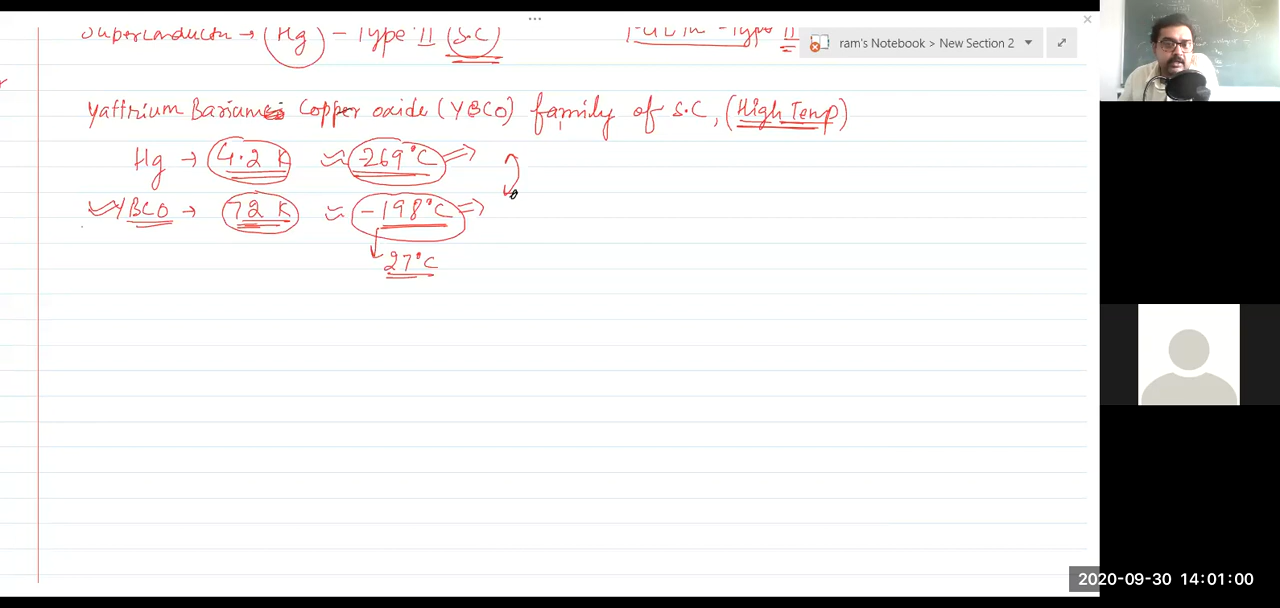 Superconductor → (Hg) - Type II (S.C)
ram's Notebook > New Section 2
Yattrium Barium Copper oxide (YBCO) family of S.C, (High Temp)
Hg → 4.2 K ≈ -269°C ⇒
YBCO → 72 K ≈ -198°C ⇒
27°C
2020-09-30 14:01:00